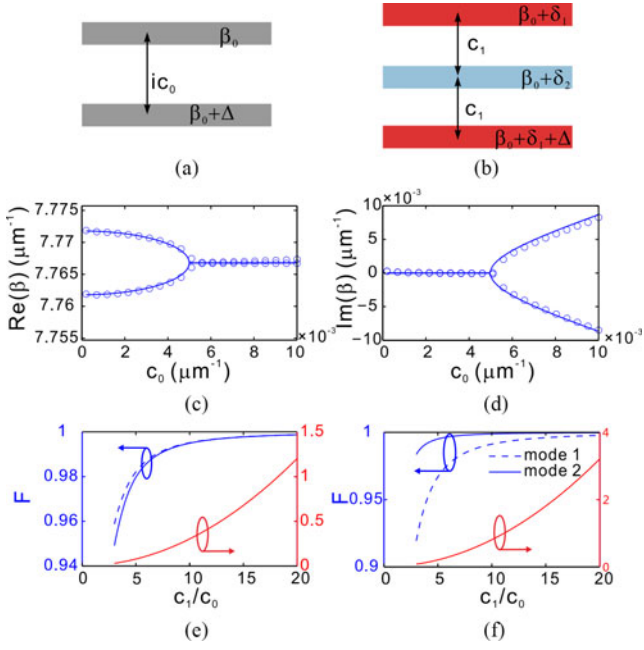 β₀
ic₀
β₀+Δ
(a)
β₀+δ₁
c₁
β₀+δ₂
c₁
β₀+δ₁+Δ
(b)
Re(β) (μm⁻¹)
7.775
7.77
7.765
7.76
7.755
0 2 4 6 8 10
× 10⁻³
c₀ (μm⁻¹)
(c)
Im(β) (μm⁻¹)
10 × 10⁻³
5
0
−5
−10
0 2 4 6 8 10
× 10⁻³
c₀ (μm⁻¹)
(d)
F
1
0.98
0.96
0.94
1.5
1
0.5
0
0 5 10 15 20
c₁/c₀
(e)
F
1
0.95
0.9
mode 1
mode 2
4
3
2
1
0
0 5 10 15 20
c₁/c₀
(f)